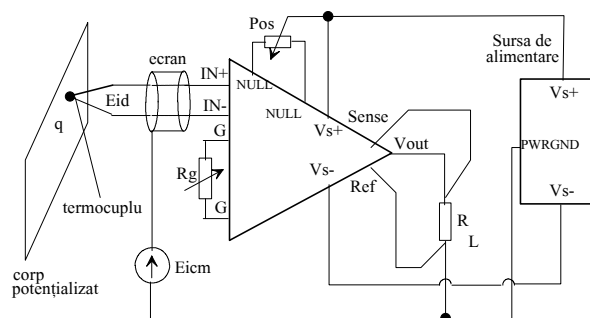 Pos
Sursa de
alimentare
ecran
IN+
NULL
Eid
Vs+
q
IN-
NULL
Sense
G
Vs+
Vout
PWRGND
Rg
Vs-
Ref
Vs-
termocuplu
G
R
L
Eicm
corp
potențializat